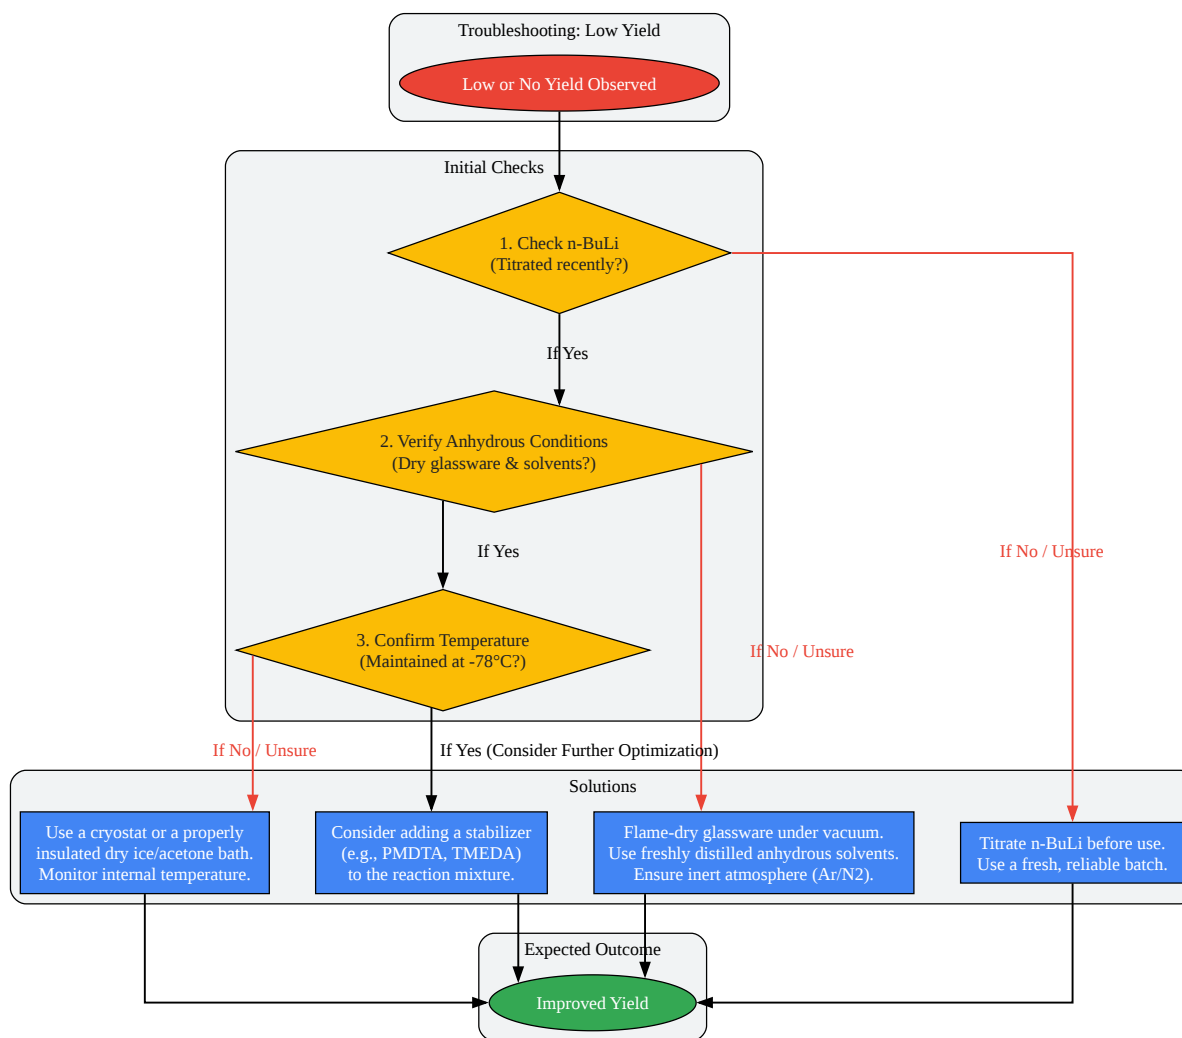 Troubleshooting: Low Yield
Low or No Yield Observed
Initial Checks
1. Check n-BuLi
(Titrated recently?)
If Yes
2. Verify Anhydrous Conditions
(Dry glassware & solvents?)
If Yes
If No / Unsure
3. Confirm Temperature
(Maintained at -78°C?)
If No / Unsure
If No / Unsure
If Yes (Consider Further Optimization)
Solutions
Use a cryostat or a properly
insulated dry ice/acetone bath.
Monitor internal temperature.
Consider adding a stabilizer
(e.g., PMDTA, TMEDA)
to the reaction mixture.
Flame-dry glassware under vacuum.
Use freshly distilled anhydrous solvents.
Ensure inert atmosphere (Ar/N2).
Titrate n-BuLi before use.
Use a fresh, reliable batch.
Expected Outcome
Improved Yield